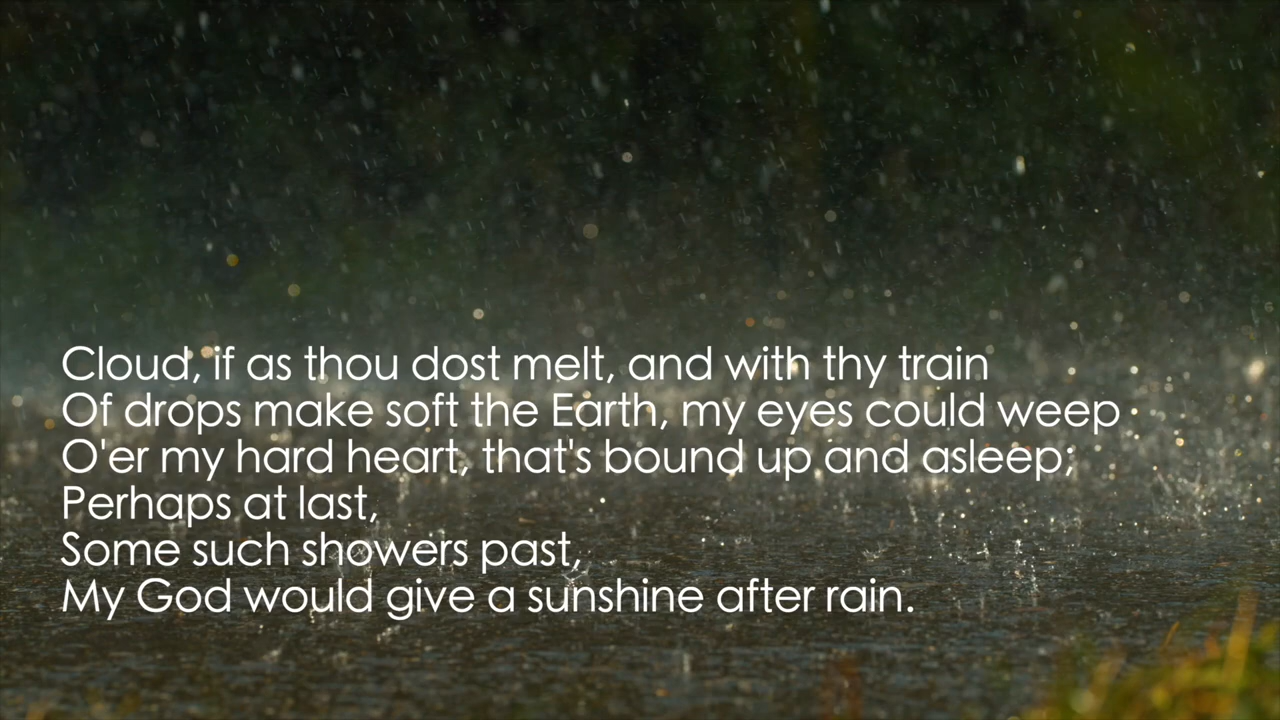 Cloud, if as thou dost melt, and with thy train
Of drops make soft the Earth, my eyes could weep
O'er my hard heart, that's bound up and asleep;
Perhaps at last,
Some such showers past,
My God would give a sunshine after rain.